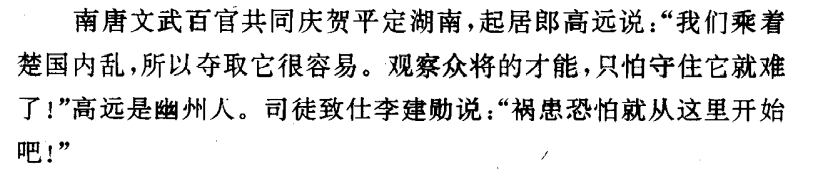 南唐文武百官共同庆贺平定湖南，起居郎高远说：“我们乘着
楚国内乱，所以夺取它很容易。观察众将的才能，只怕守住它就难
了！”高远是幽州人。司徒致仕李建勋说：“祸患恐怕就从这里开始
吧！”